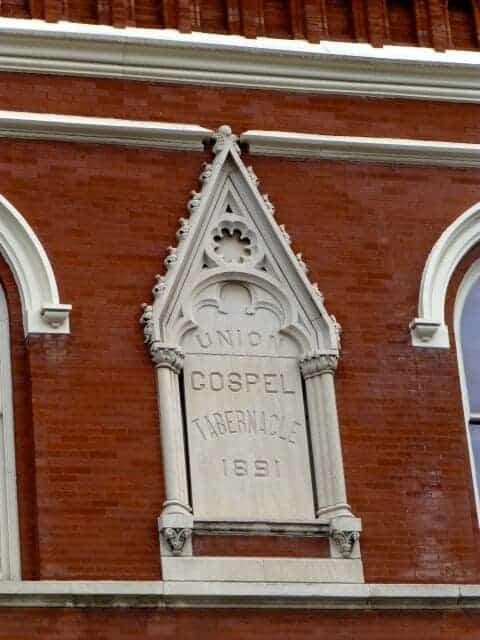 UNION
GOSPEL
TABERNACLE
1891